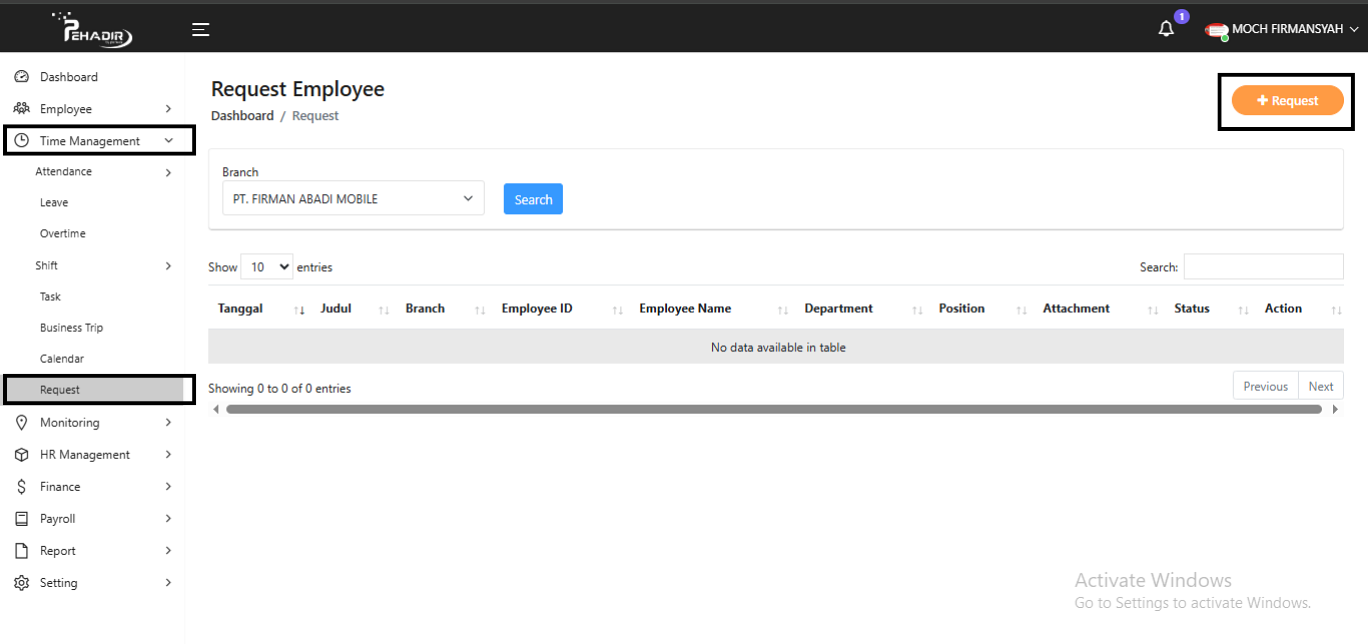 PEHADIR
1
MOCH FIRMANSYAH
Dashboard
Employee
Time Management
Attendance
Leave
Overtime
Shift
Task
Business Trip
Calendar
Request
Monitoring
HR Management
Finance
Payroll
Report
Setting
Request Employee
Dashboard / Request
+ Request
Branch
PT. FIRMAN ABADI MOBILE
Search
Show 10 entries
Search:
Tanggal Judul Branch Employee ID Employee Name Department Position Attachment Status Action
No data available in table
Showing 0 to 0 of 0 entries
Previous Next
Activate Windows
Go to Settings to activate Windows.